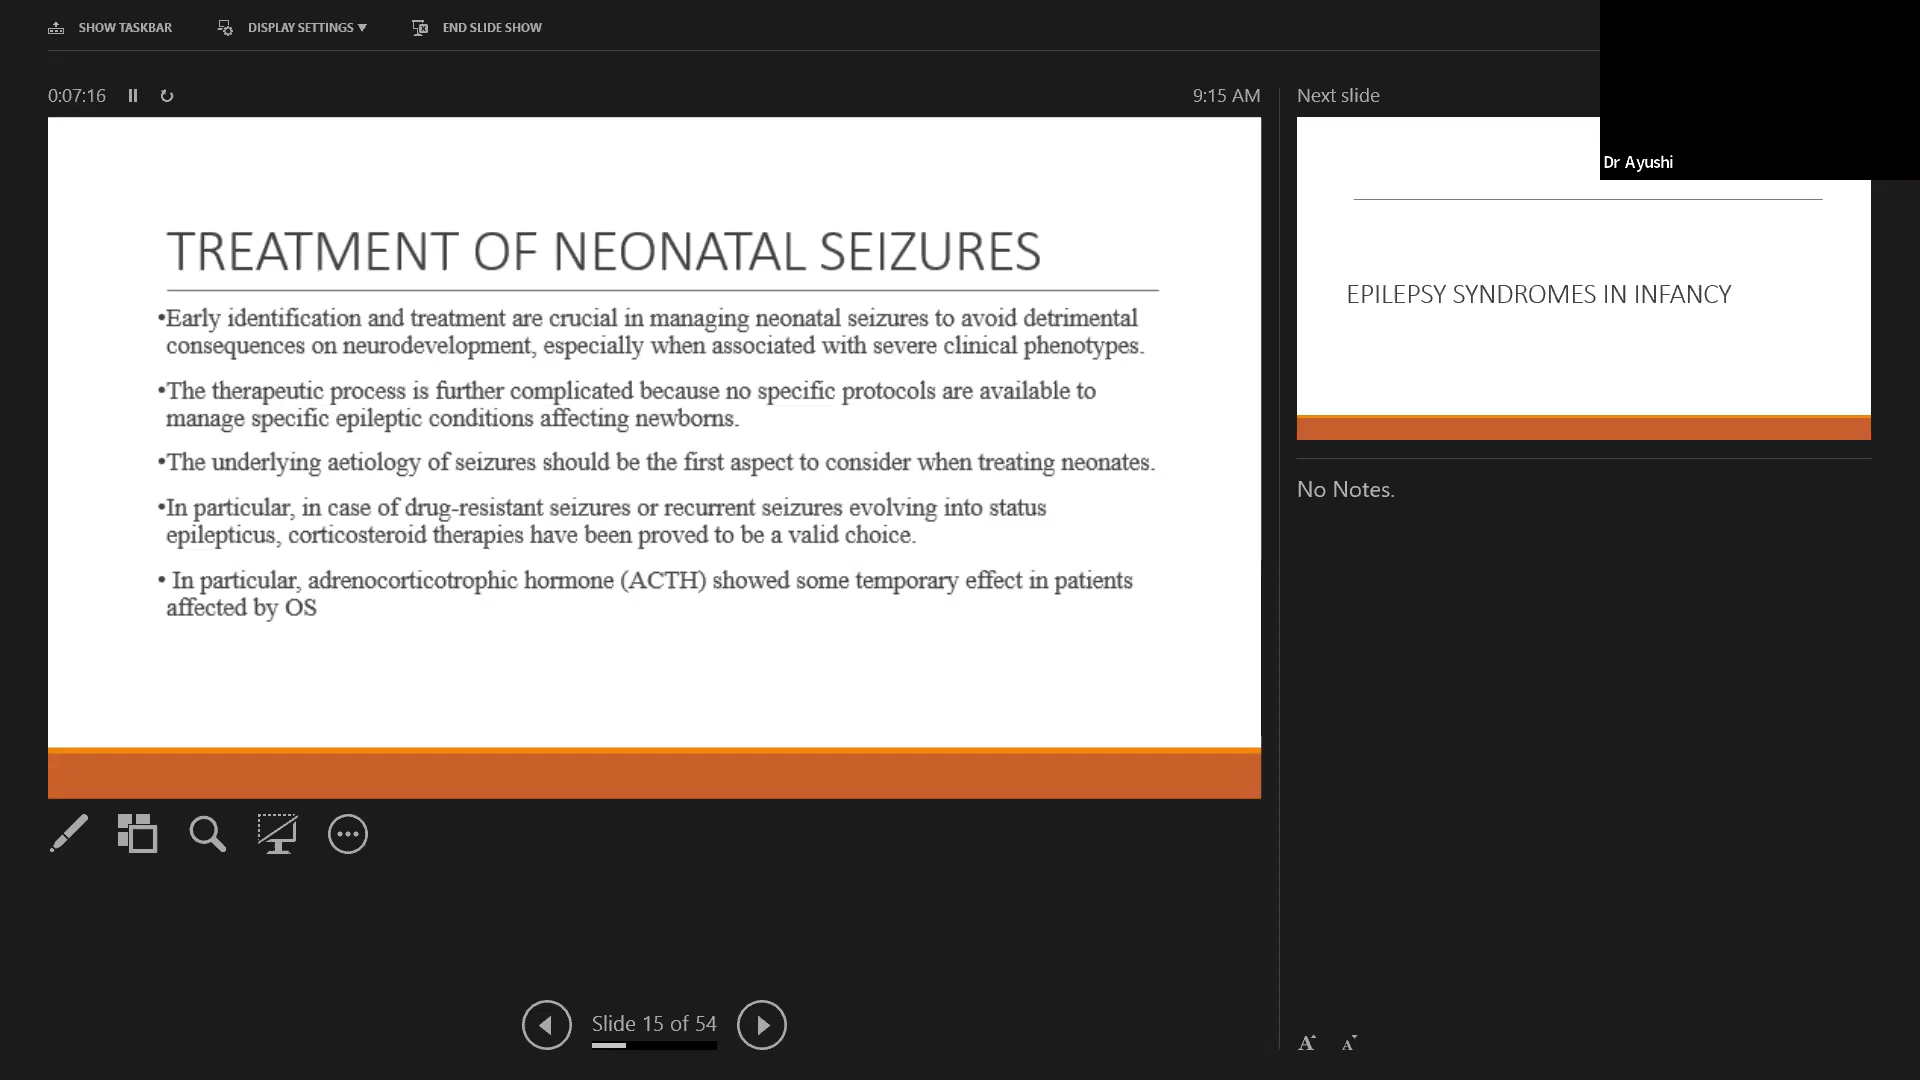 SHOW TASKBAR
DISPLAY SETTINGS ▼
END SLIDE SHOW
0:07:16
9:15 AM
Next slide
Dr Ayushi
TREATMENT OF NEONATAL SEIZURES
•Early identification and treatment are crucial in managing neonatal seizures to avoid detrimental
consequences on neurodevelopment, especially when associated with severe clinical phenotypes.
•The therapeutic process is further complicated because no specific protocols are available to
manage specific epileptic conditions affecting newborns.
•The underlying aetiology of seizures should be the first aspect to consider when treating neonates.
•In particular, in case of drug-resistant seizures or recurrent seizures evolving into status
epilepticus, corticosteroid therapies have been proved to be a valid choice.
• In particular, adrenocorticotrophic hormone (ACTH) showed some temporary effect in patients
affected by OS
EPILEPSY SYNDROMES IN INFANCY
No Notes.
Slide 15 of 54
A A